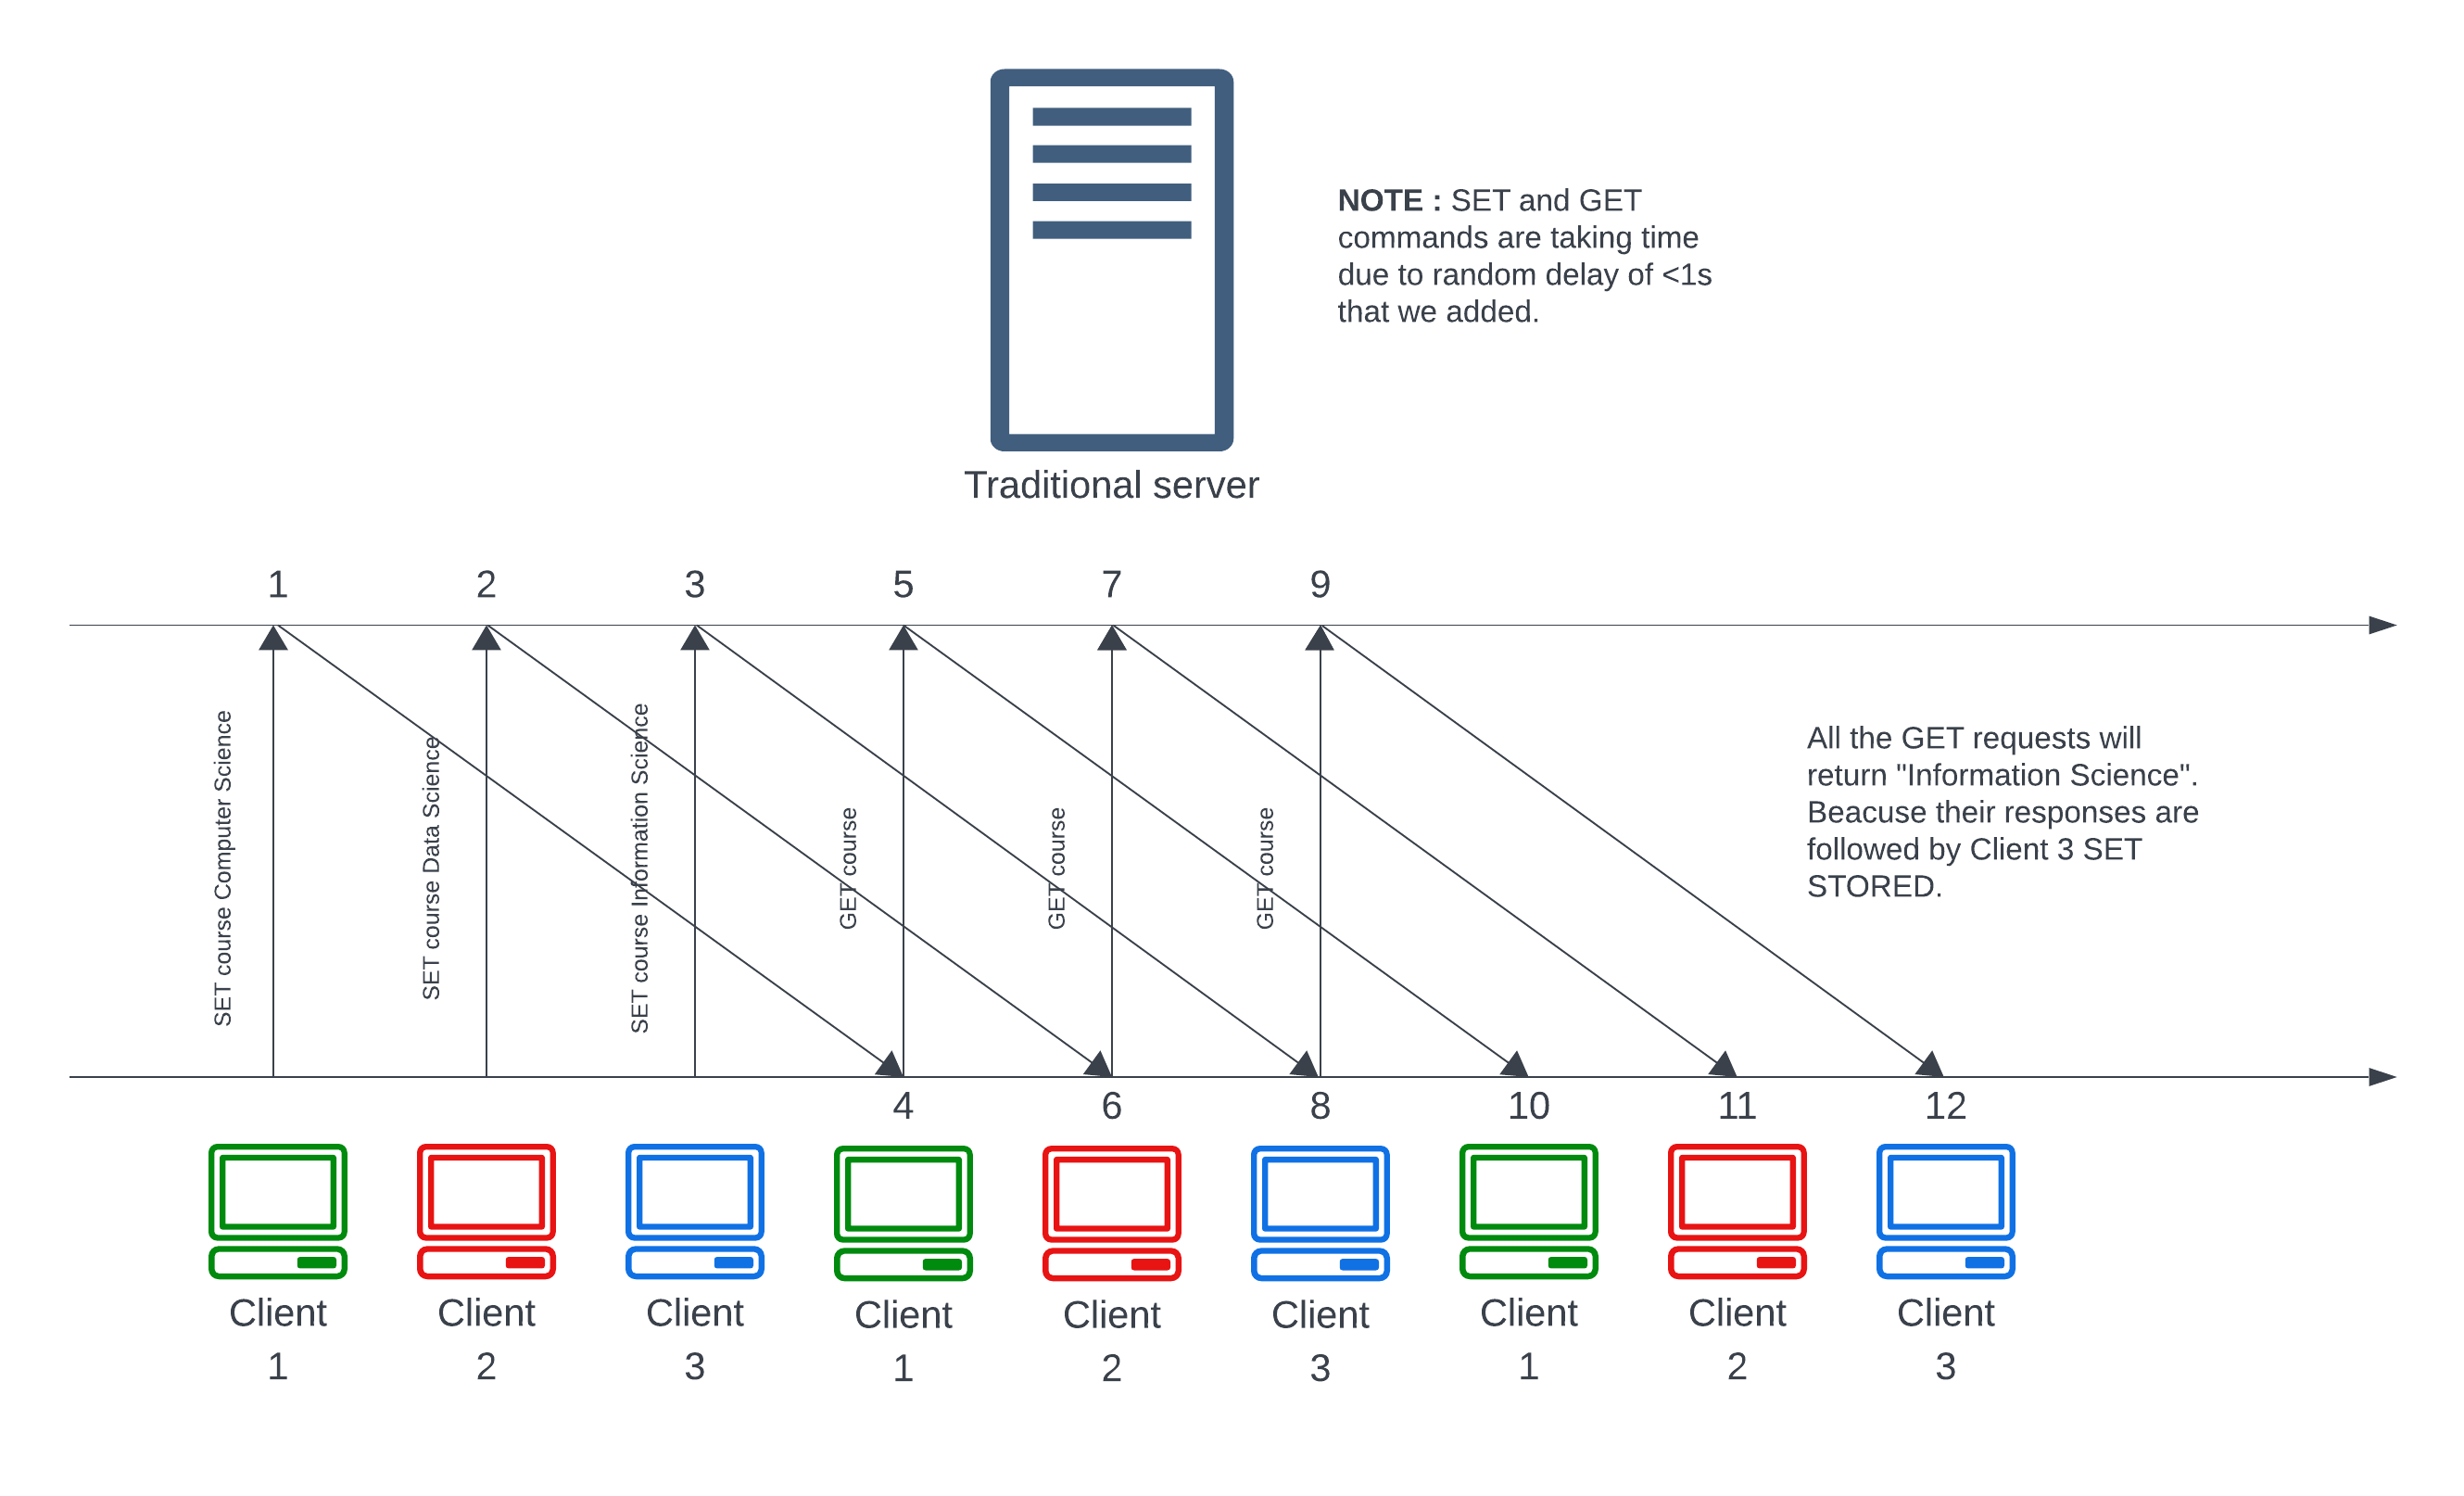 NOTE : SET and GET
commands are taking time
due to random delay of <1s
that we added.
Traditional server
1
2
3
5
7
9
SET course Computer Science
SET course Data Science
SET course Information Science
GET course
GET course
GET course
All the GET requests will
return "Information Science".
Beacuse their responses are
followed by Client 3 SET
STORED.
4
6
8
10
11
12
Client
1
Client
2
Client
3
Client
1
Client
2
Client
3
Client
1
Client
2
Client
3